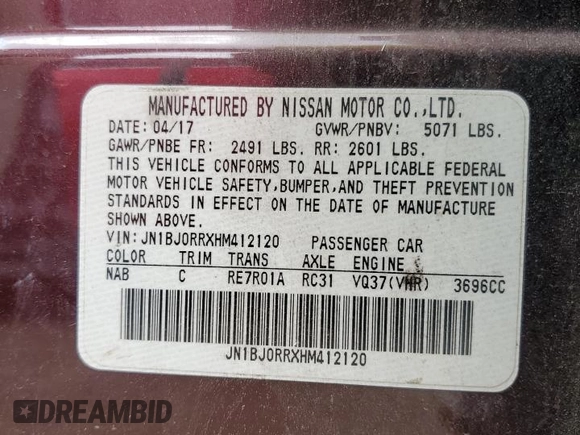 MANUFACTURED BY NISSAN MOTOR CO.,LTD.
DATE: 04/17 GVWR/PNBV: 5071 LBS.
GAWR/PNBE FR: 2491 LBS. RR: 2601 LBS.
THIS VEHICLE CONFORMS TO ALL APPLICABLE FEDERAL
MOTOR VEHICLE SAFETY,BUMPER,AND THEFT PREVENTION
STANDARDS IN EFFECT ON THE DATE OF MANUFACTURE
SHOWN ABOVE.
VIN: JN1BJ0RRXHM412120 PASSENGER CAR
COLOR TRIM TRANS AXLE ENGINE
NAB C RE7R01A RC31 VQ37(VHR) 3696CC
JN1BJ0RRXHM412120
DREAMBID